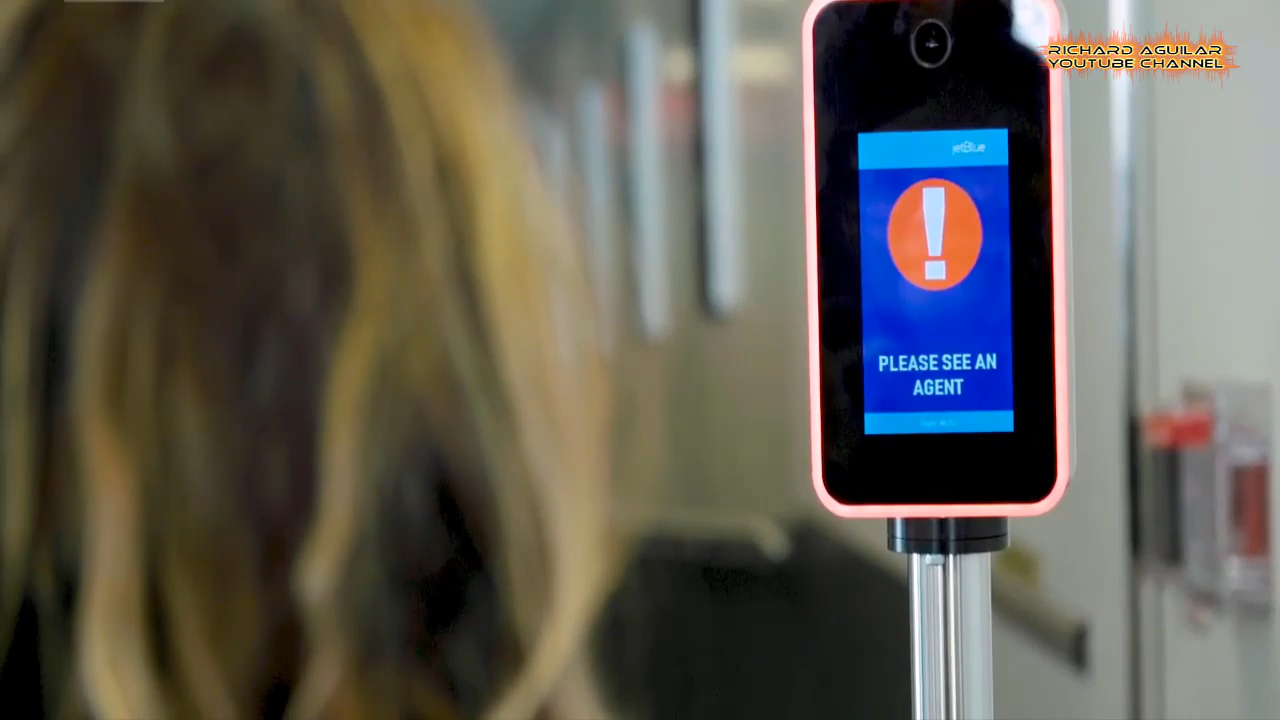 RICHARD AGUILAR
YOUTUBE CHANNEL
jetBlue
PLEASE SEE AN
AGENT